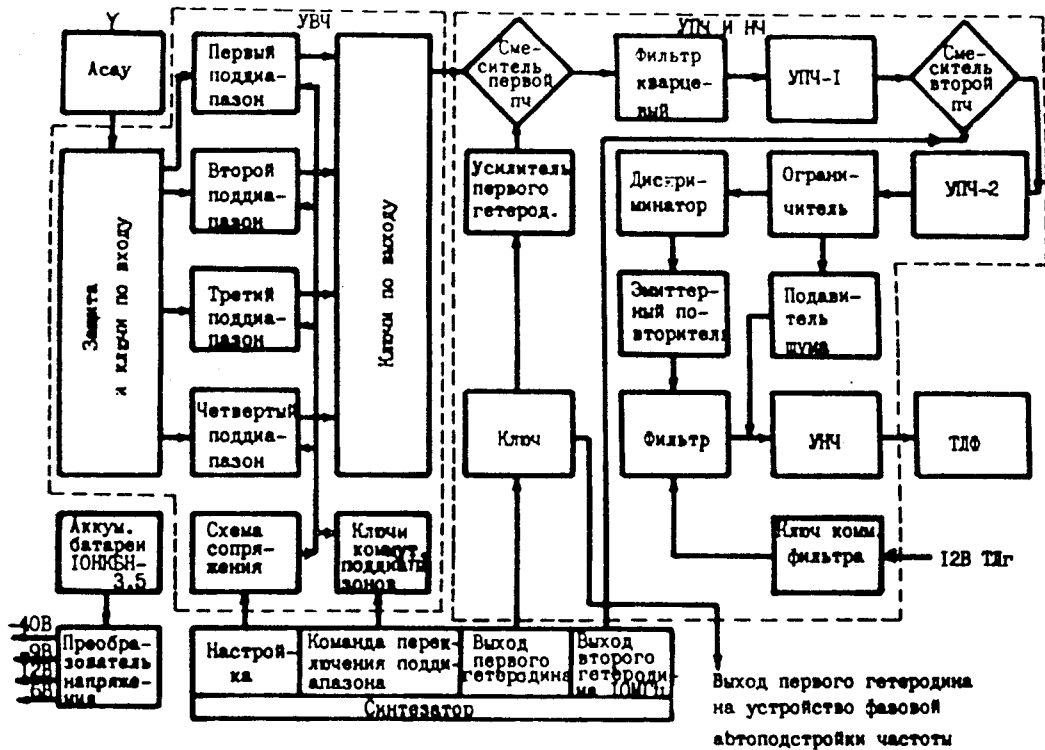 УВЧ
УПЧ И НЧ
Асау
Первый
поддиа-
пазон
Второй
поддиа-
пазон
Третий
поддиа-
пазон
Четвертый
поддиа-
пазон
Защита
и ключи по входу
Ключи по выходу
Сме-
ситель
первой
пч
Фильтр
кварце-
вый
УПЧ-I
Сме-
ситель
второй
пч
Усилитель
первого
гетерод.
Дискри-
минатор
Ограни-
читель
УПЧ-2
Эмиттер-
ный по-
вторитель
Подави-
тель
шума
Ключ
Фильтр
УНЧ
ТЛФ
Ключ комм.
фильтра
I2В ТЛг
Аккум.
батареи
IОНКБН-
3.5
Схема
сопря-
жения
Ключи
коммут.
поддиапа-
зонов
-40В
-9В
12В
6В
Преобра-
зователь
напряже-
ния
Настрой-
ка
Команда перек-
лючения подди-
апазона
Выход
первого
гетеродина
Выход
второго
гетероди-
на IОМГц
Синтезатор
Выход первого гетеродина
на устройство фазовой
автоподстройки частоты